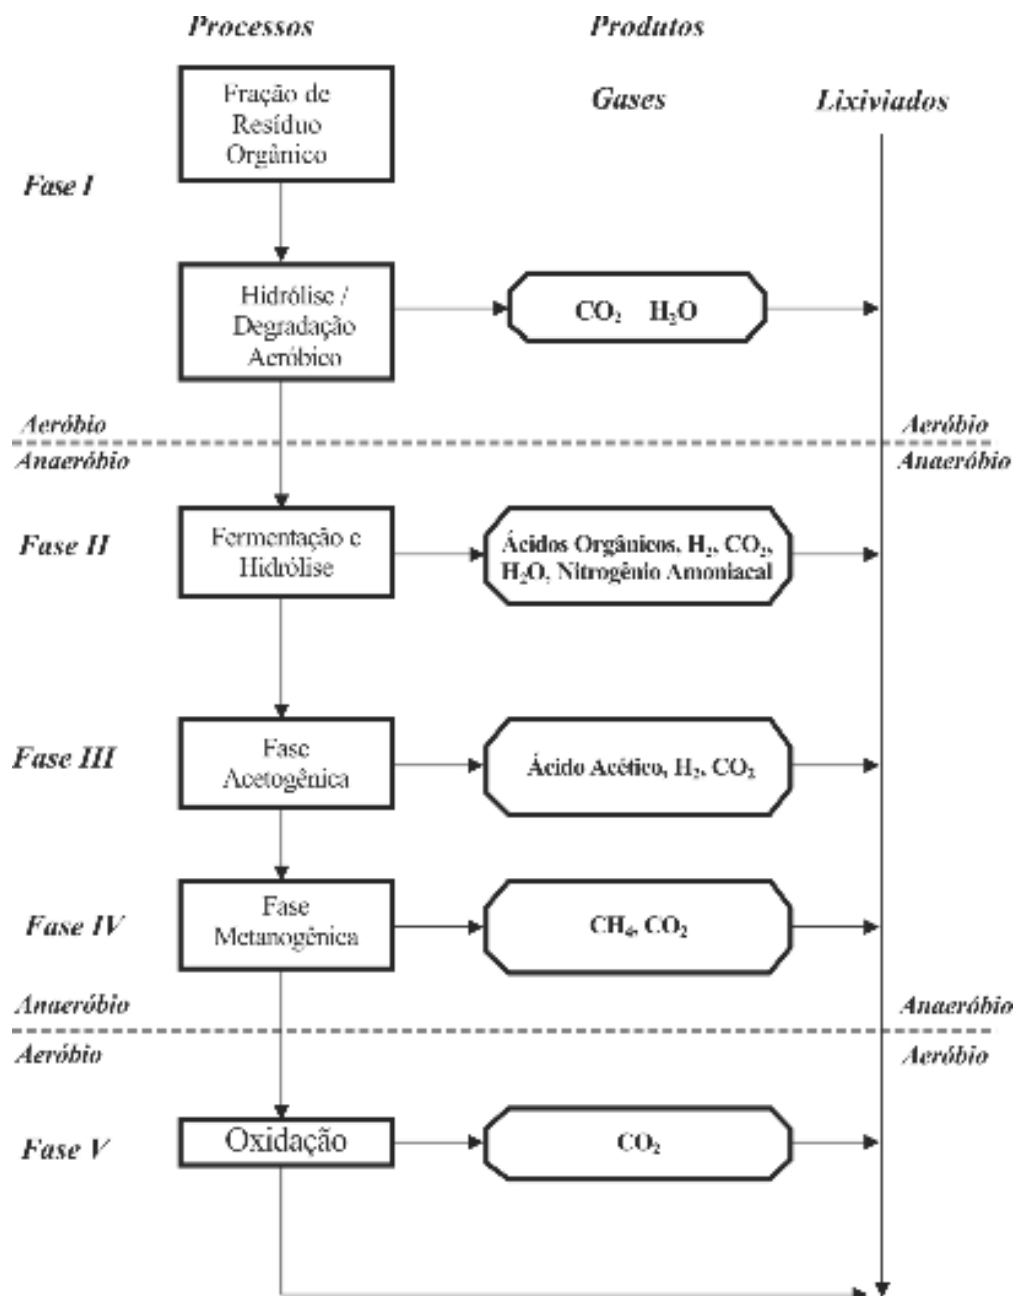 Processos
Produtos
Gases
Lixiviados
Fase I
Fração de
Resíduo
Orgânico
Hidrólise /
Degradação
Aeróbico
CO₂ H₂O
Aeróbio
Aeróbio
Anaeróbio
Anaeróbio
Fase II
Fermentação e
Hidrólise
Ácidos Orgânicos, H₂, CO₂,
H₂O, Nitrogênio Amoniacal
Fase III
Fase
Acetogênica
Ácido Acético, H₂, CO₂
Fase IV
Fase
Metanogênica
CH₄, CO₂
Anaeróbio
Anaeróbio
Aeróbio
Aeróbio
Fase V
Oxidação
CO₂